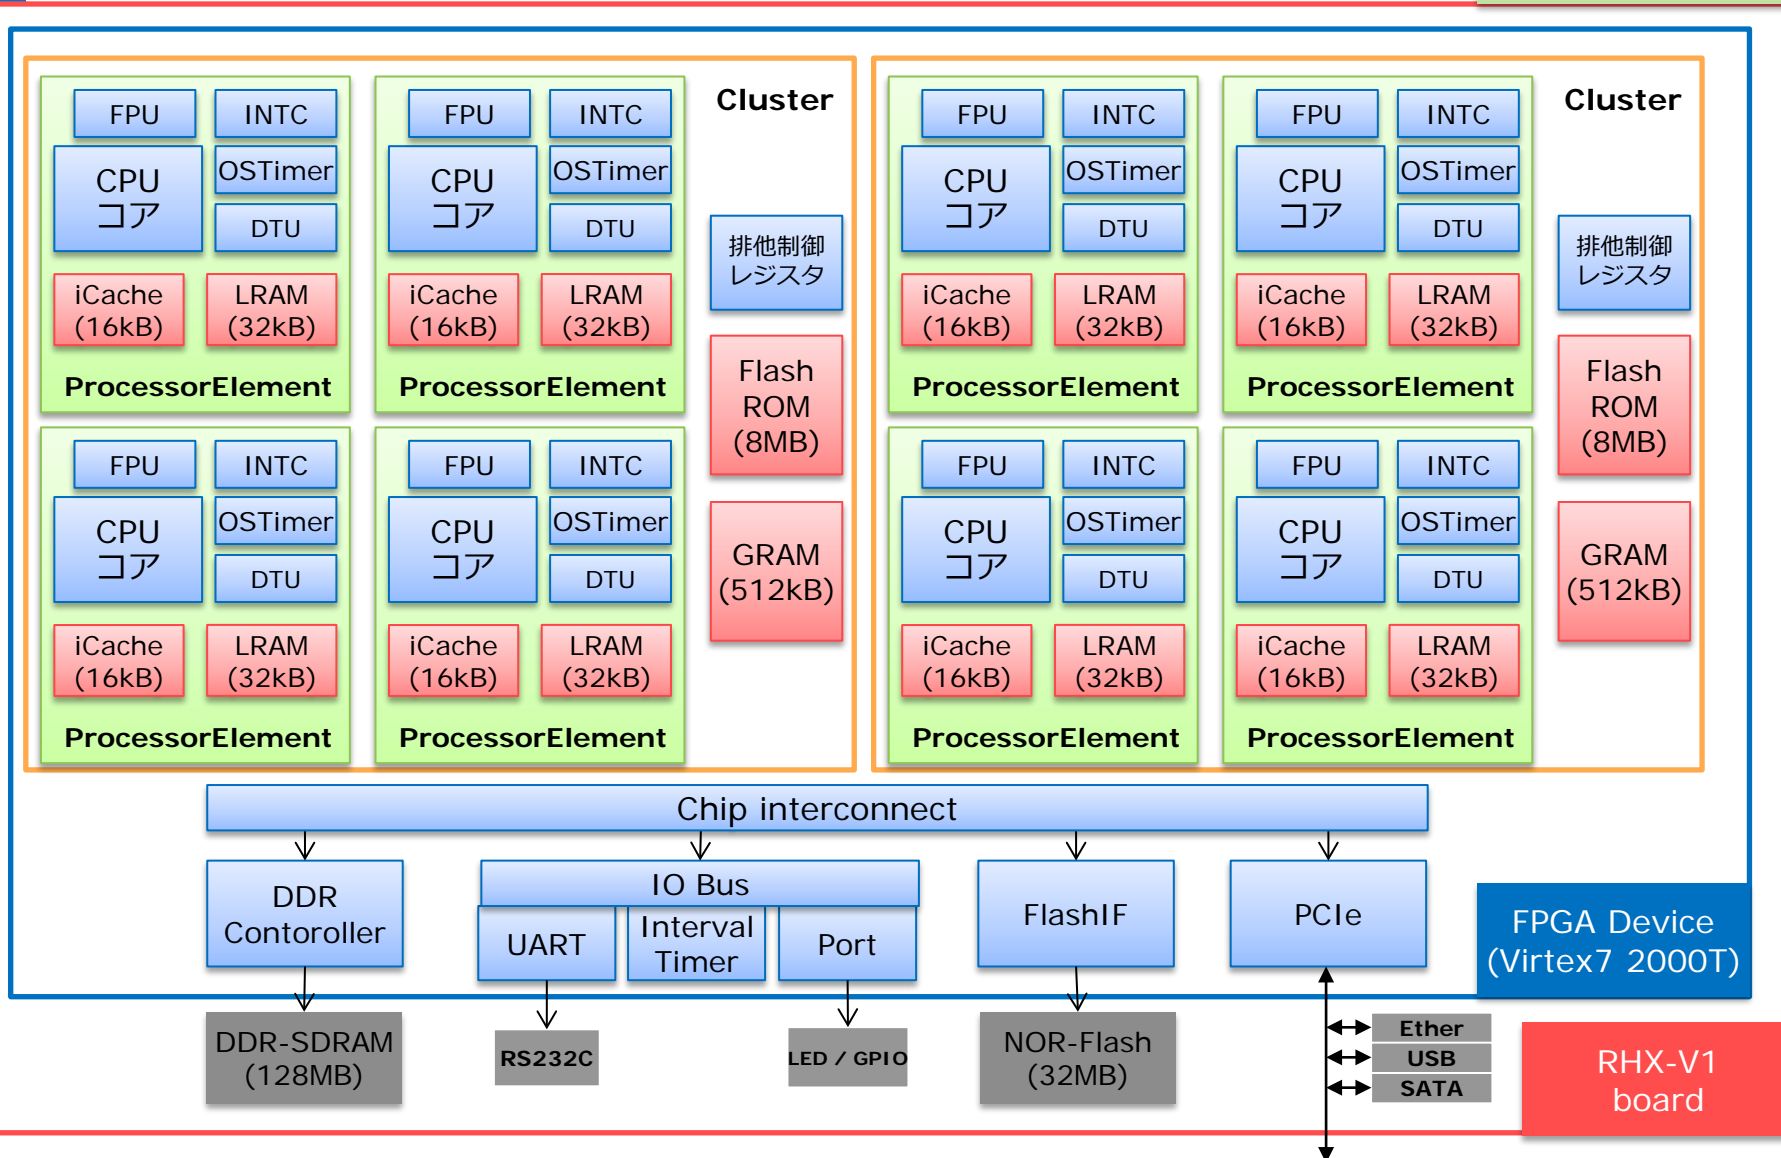 Cluster
FPU
INTC
CPU
コア
OSTimer
DTU
iCache
(16kB)
LRAM
(32kB)
ProcessorElement
FPU
INTC
CPU
コア
OSTimer
DTU
iCache
(16kB)
LRAM
(32kB)
ProcessorElement
FPU
INTC
CPU
コア
OSTimer
DTU
iCache
(16kB)
LRAM
(32kB)
ProcessorElement
FPU
INTC
CPU
コア
OSTimer
DTU
iCache
(16kB)
LRAM
(32kB)
ProcessorElement
排他制御
レジスタ
Flash
ROM
(8MB)
GRAM
(512kB)
Cluster
FPU
INTC
CPU
コア
OSTimer
DTU
iCache
(16kB)
LRAM
(32kB)
ProcessorElement
FPU
INTC
CPU
コア
OSTimer
DTU
iCache
(16kB)
LRAM
(32kB)
ProcessorElement
FPU
INTC
CPU
コア
OSTimer
DTU
iCache
(16kB)
LRAM
(32kB)
ProcessorElement
FPU
INTC
CPU
コア
OSTimer
DTU
iCache
(16kB)
LRAM
(32kB)
ProcessorElement
排他制御
レジスタ
Flash
ROM
(8MB)
GRAM
(512kB)
Chip interconnect
DDR
Contoroller
IO Bus
UART
Interval
Timer
Port
FlashIF
PCIe
FPGA Device
(Virtex7 2000T)
DDR-SDRAM
(128MB)
RS232C
LED / GPIO
NOR-Flash
(32MB)
Ether
USB
SATA
RHX-V1
board